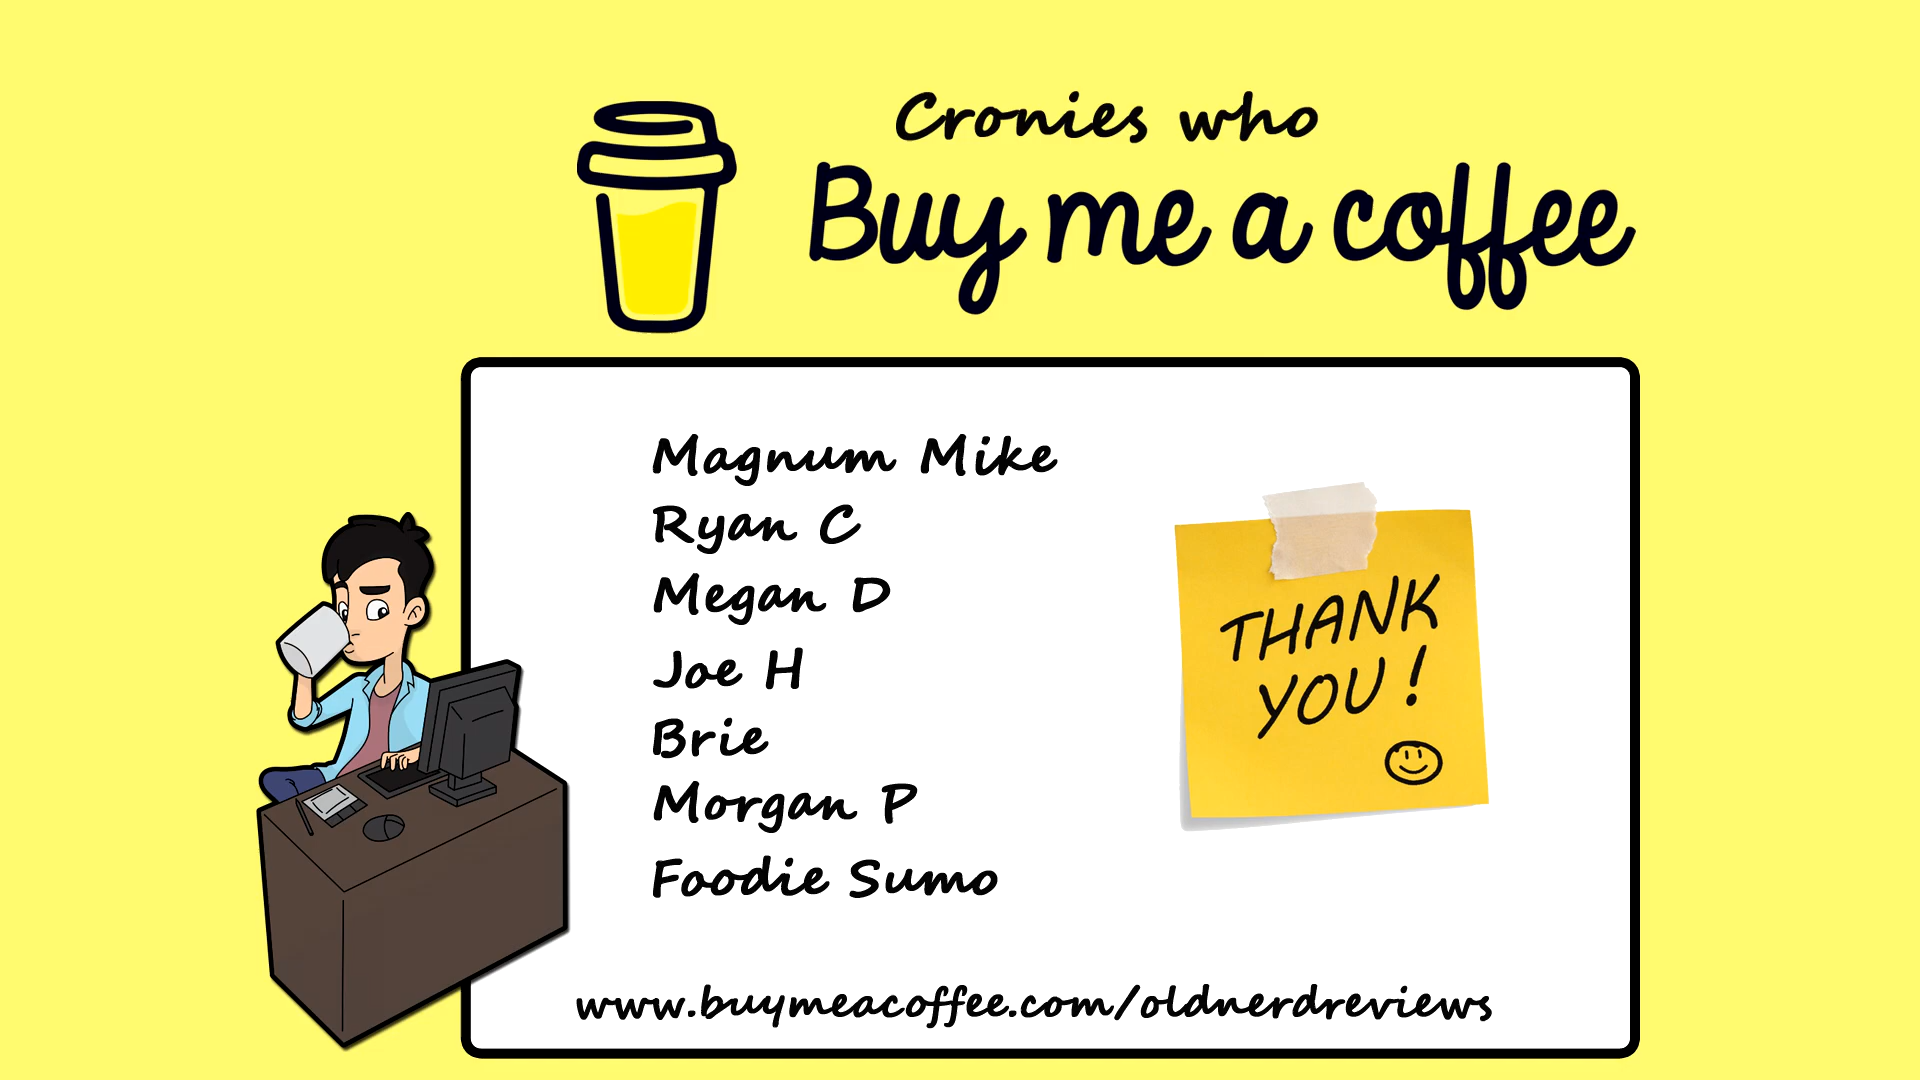 Cronies who
Buy me a coffee
Magnum Mike
Ryan C
Megan D
Joe H
Brie
Morgan P
Foodie Sumo
THANK
YOU!
www.buymeacoffee.com/oldnerdreviews